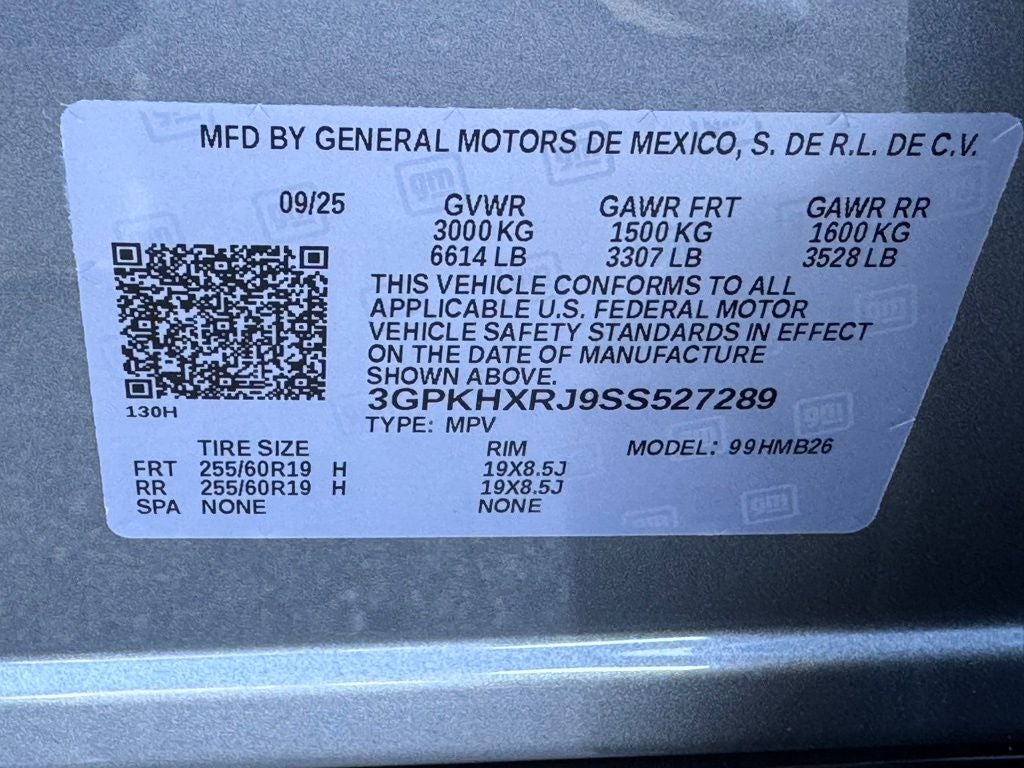 MFD BY GENERAL MOTORS DE MEXICO, S. DE R.L. DE C.V.
09/25 GVWR GAWR FRT GAWR RR
3000 KG 1500 KG 1600 KG
6614 LB 3307 LB 3528 LB
THIS VEHICLE CONFORMS TO ALL
APPLICABLE U.S. FEDERAL MOTOR
VEHICLE SAFETY STANDARDS IN EFFECT
ON THE DATE OF MANUFACTURE
SHOWN ABOVE.
3GPKHXRJ9SS527289
130H
TYPE: MPV
TIRE SIZE RIM MODEL: 99HMB26
FRT 255/60R19 H 19X8.5J
RR 255/60R19 H 19X8.5J
SPA NONE NONE